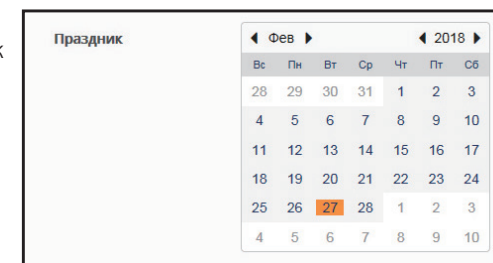 к
Праздник
Фев 2018
Вс Пн Вт Ср Чт Пт Сб
28 29 30 31 1 2 3
4 5 6 7 8 9 10
11 12 13 14 15 16 17
18 19 20 21 22 23 24
25 26 27 28 1 2 3
4 5 6 7 8 9 10